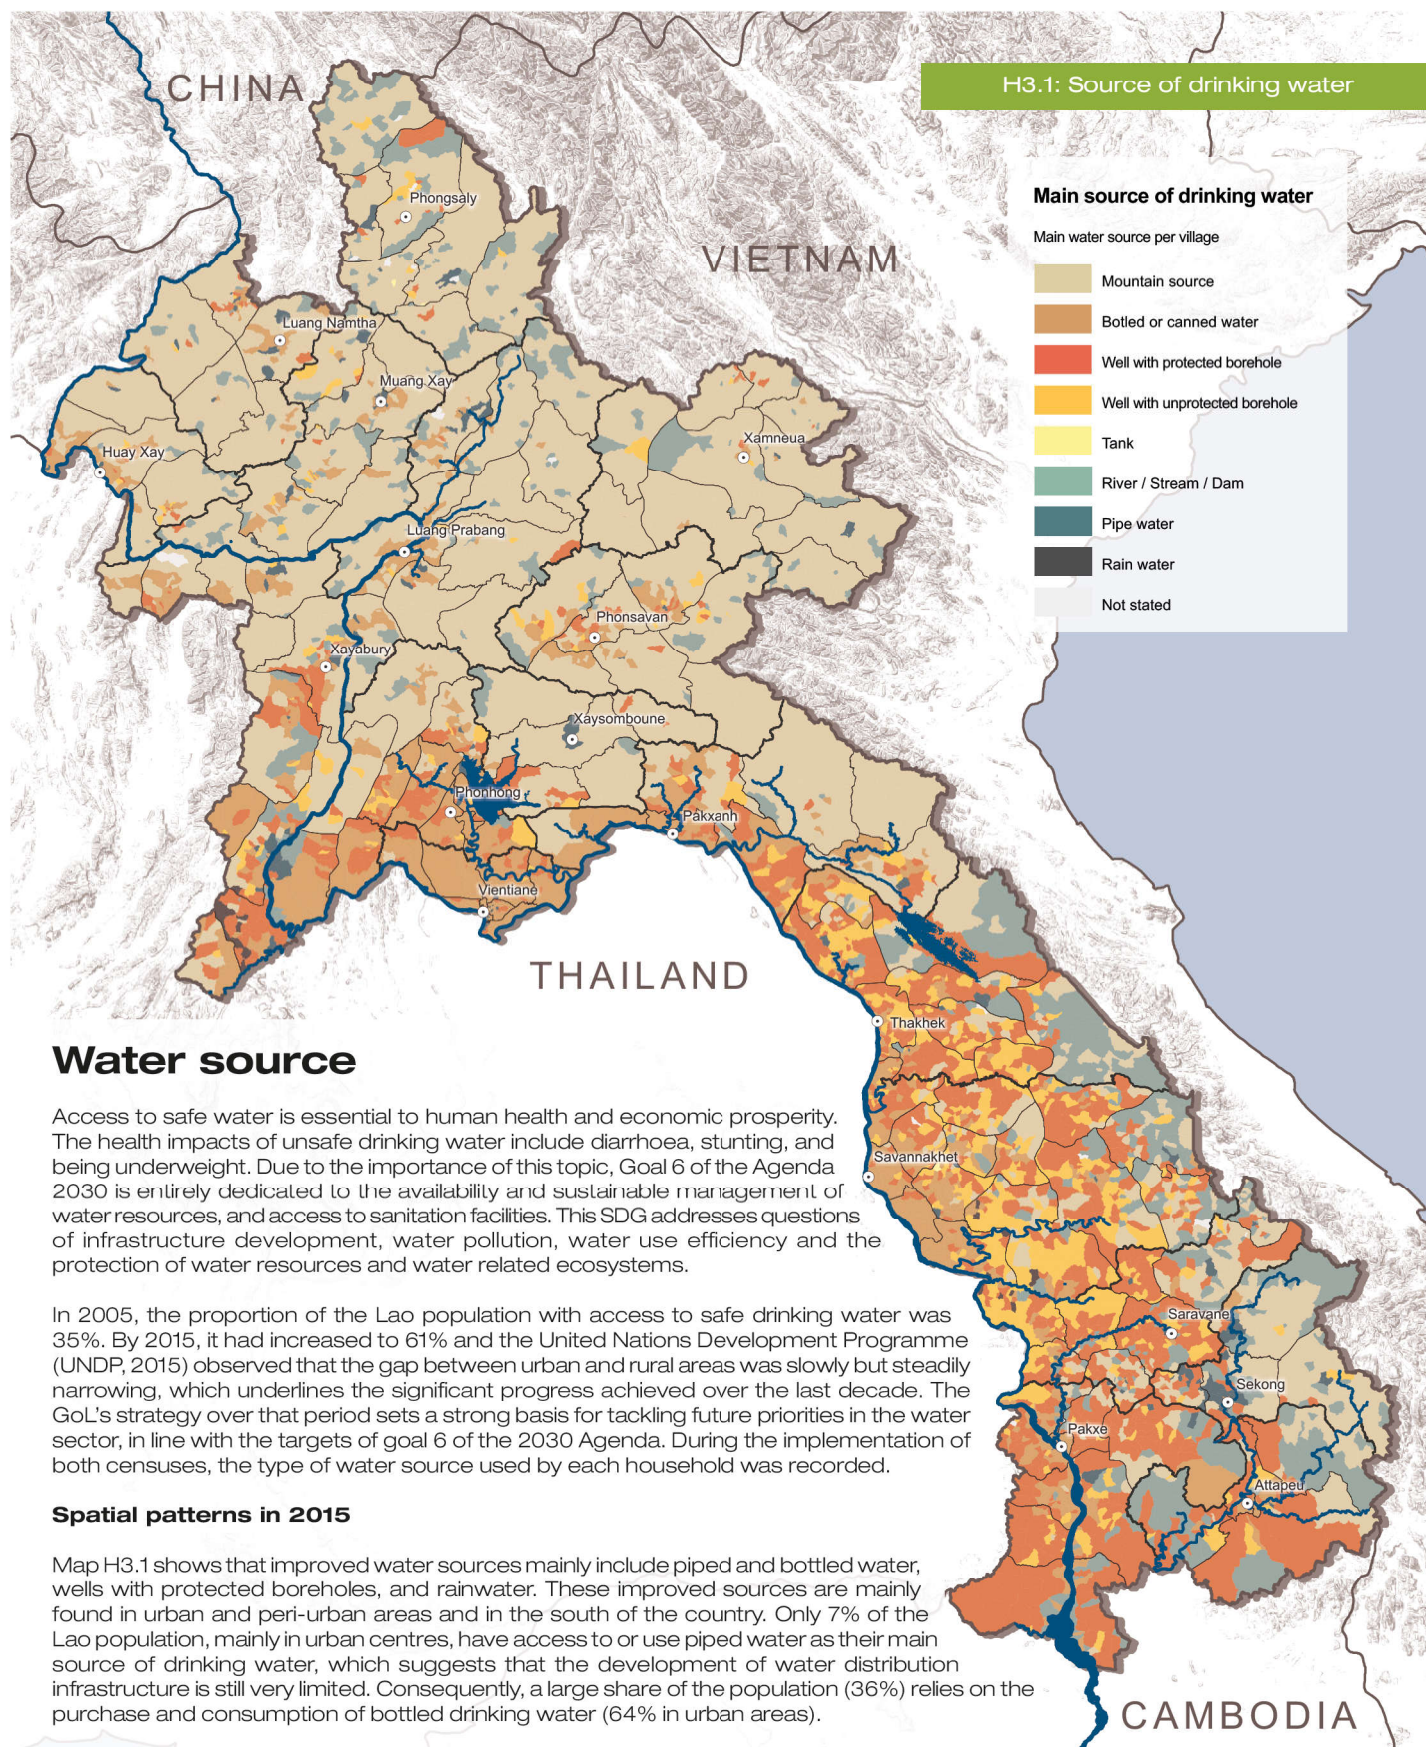 CHINA
H3.1: Source of drinking water
Main source of drinking water
Main water source per village
Mountain source
Botled or canned water
Well with protected borehole
Well with unprotected borehole
Tank
River / Stream / Dam
Pipe water
Rain water
Not stated
VIETNAM
Phongsaly
Luang Namtha
Muang Xay
Xamneua
Huay Xay
Luang Prabang
Phonsavan
Xayabury
Xaysomboune
Phonhong
Pakxanh
Vientiane
THAILAND
Thakhek
Savannakhet
Saravane
Sekong
Pakxe
Attapeu
CAMBODIA
Water source
Access to safe water is essential to human health and economic prosperity.
The health impacts of unsafe drinking water include diarrhoea, stunting, and
being underweight. Due to the importance of this topic, Goal 6 of the Agenda
2030 is entirely dedicated to the availability and sustainable management of
water resources, and access to sanitation facilities. This SDG addresses questions
of infrastructure development, water pollution, water use efficiency and the
protection of water resources and water related ecosystems.
In 2005, the proportion of the Lao population with access to safe drinking water was
35%. By 2015, it had increased to 61% and the United Nations Development Programme
(UNDP, 2015) observed that the gap between urban and rural areas was slowly but steadily
narrowing, which underlines the significant progress achieved over the last decade. The
GoL's strategy over that period sets a strong basis for tackling future priorities in the water
sector, in line with the targets of goal 6 of the 2030 Agenda. During the implementation of
both censuses, the type of water source used by each household was recorded.
Spatial patterns in 2015
Map H3.1 shows that improved water sources mainly include piped and bottled water,
wells with protected boreholes, and rainwater. These improved sources are mainly
found in urban and peri-urban areas and in the south of the country. Only 7% of the
Lao population, mainly in urban centres, have access to or use piped water as their main
source of drinking water, which suggests that the development of water distribution
infrastructure is still very limited. Consequently, a large share of the population (36%) relies on the
purchase and consumption of bottled drinking water (64% in urban areas).